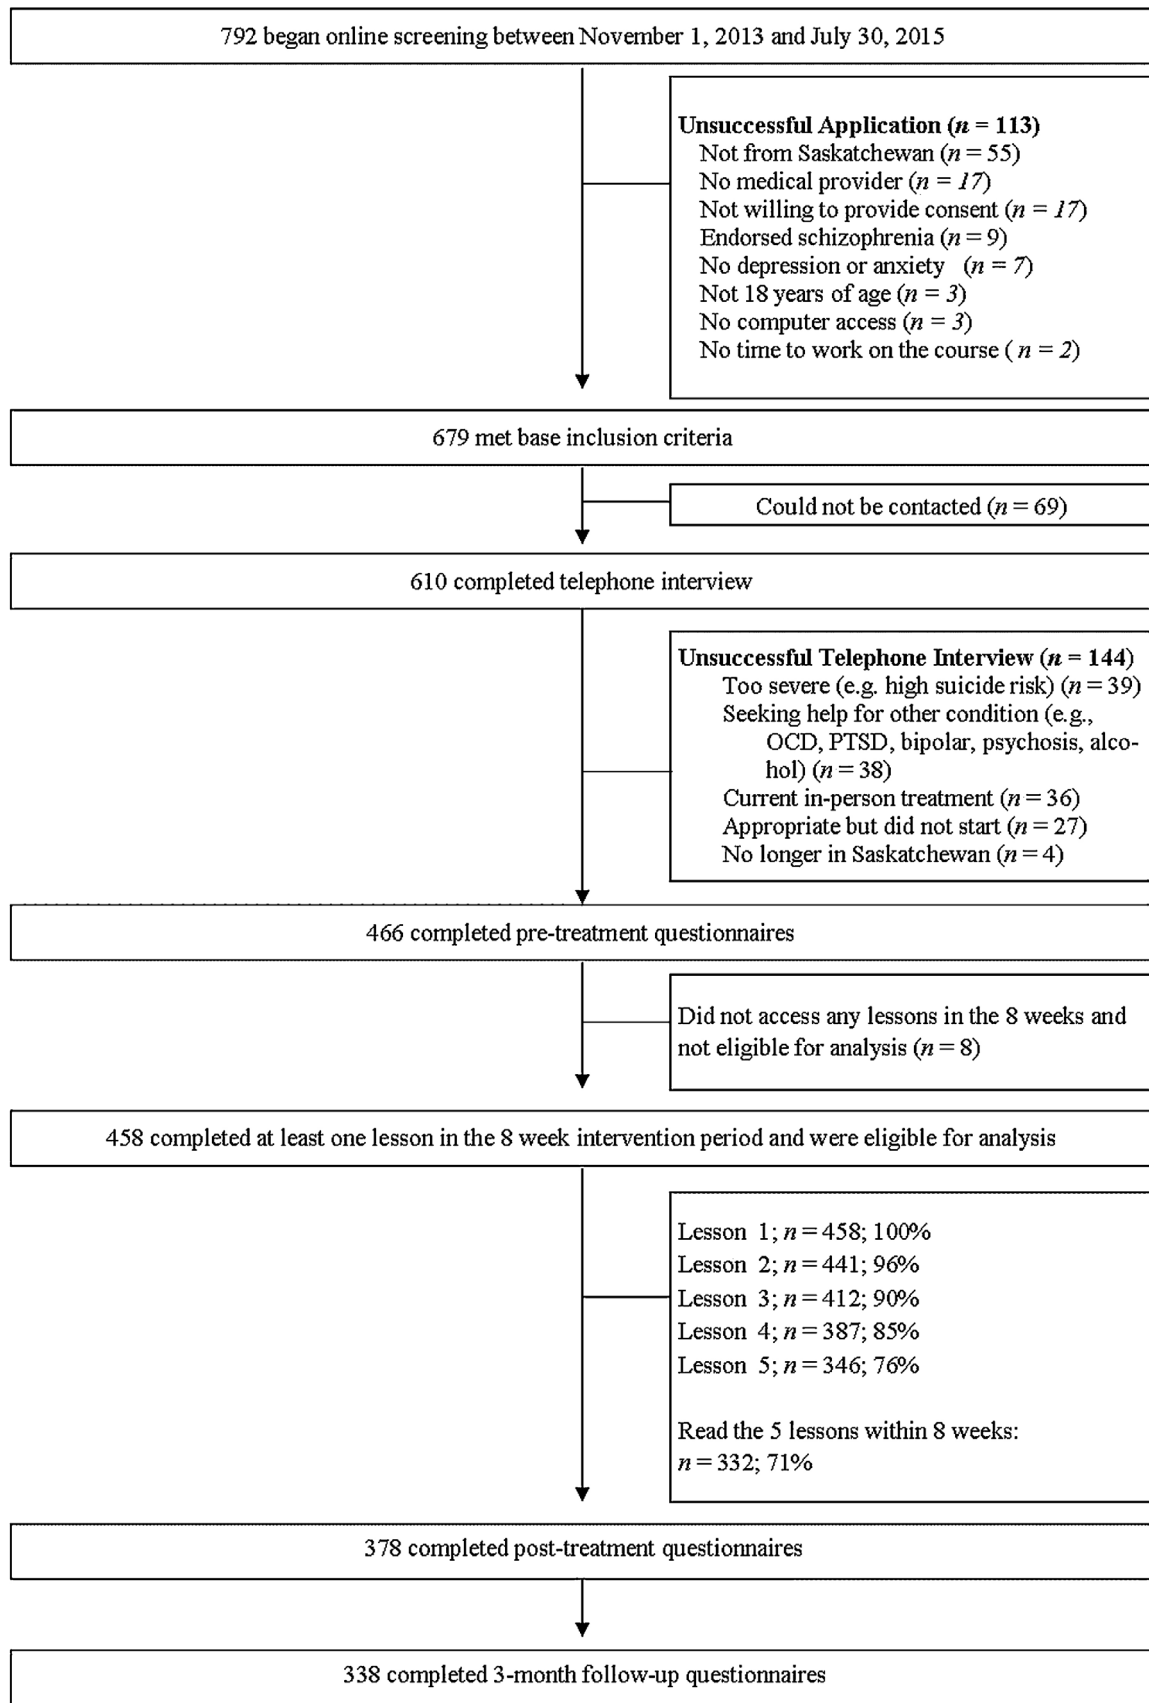 792 began online screening between November 1, 2013 and July 30, 2015
Unsuccessful Application (n = 113)
Not from Saskatchewan (n = 55)
No medical provider (n = 17)
Not willing to provide consent (n = 17)
Endorsed schizophrenia (n = 9)
No depression or anxiety (n = 7)
Not 18 years of age (n = 3)
No computer access (n = 3)
No time to work on the course ( n = 2)
679 met base inclusion criteria
Could not be contacted (n = 69)
610 completed telephone interview
Unsuccessful Telephone Interview (n = 144)
Too severe (e.g. high suicide risk) (n = 39)
Seeking help for other condition (e.g.,
OCD, PTSD, bipolar, psychosis, alco-
hol) (n = 38)
Current in-person treatment (n = 36)
Appropriate but did not start (n = 27)
No longer in Saskatchewan (n = 4)
466 completed pre-treatment questionnaires
Did not access any lessons in the 8 weeks and
not eligible for analysis (n = 8)
458 completed at least one lesson in the 8 week intervention period and were eligible for analysis
Lesson 1; n = 458; 100%
Lesson 2; n = 441; 96%
Lesson 3; n = 412; 90%
Lesson 4; n = 387; 85%
Lesson 5; n = 346; 76%
Read the 5 lessons within 8 weeks:
n = 332; 71%
378 completed post-treatment questionnaires
338 completed 3-month follow-up questionnaires